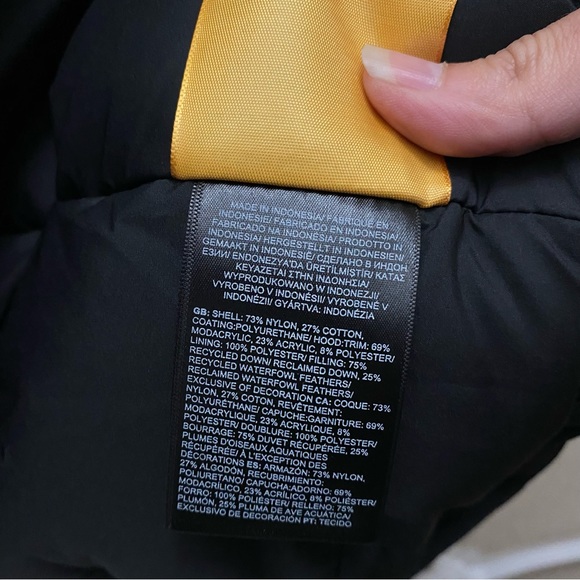 MADE IN INDONESIA/ FABRIQUÉ EN
INDONÉSIE/ FABRICADO EN INDONESIA/
FABRICADO NA INDONÉSIA/ PRODOTTO IN
INDONESIA/ HERGESTELLT IN INDONESIEN/
GEMAAKT IN INDONESIË/ СДЕЛАНО В ИНДОН
ЕЗИИ/ ENDONEZYA'DA ÜRETİLMİŞTİR/ ΚΑΤΑΣ
ΚΕΥΑΖΕΤΑΙ ΣΤΗΝ ΙΝΔΟΝΗΣΙΑ/
WYPRODUKOWANO W INDONEZJI/
VYROBENO V INDONÉSII/ VYROBENÉ V
INDONÉZII/ GYÁRTVA: INDONÉZIA
GB: SHELL: 73% NYLON, 27% COTTON,
COATING:POLYURETHANE/ HOOD:TRIM: 69%
MODACRYLIC, 23% ACRYLIC, 8% POLYESTER/
LINING: 100% POLYESTER/ FILLING: 75%
RECYCLED DOWN/ RECLAIMED DOWN, 25%
RECYCLED WATERFOWL FEATHERS/
RECLAIMED WATERFOWL FEATHERS/
EXCLUSIVE OF DECORATION CA: COQUE: 73%
NYLON, 27% COTON, REVÊTEMENT:
POLYURÉTHANE/ CAPUCHE:GARNITURE: 69%
MODACRYLIQUE, 23% ACRYLIQUE, 8%
POLYESTER/ DOUBLURE: 100% POLYESTER/
BOURRAGE: 75% DUVET RÉCUPÉRÉE, 25%
PLUMES D'OISEAUX AQUATIQUES
RÉCUPÉRÉE/ À L'EXCEPTION DES
DÉCORATIONS ES: ARMAZÓN: 73% NYLON,
27% ALGODÓN, RECUBRIMIENTO:
POLIURETANO/ CAPUCHA:ADORNO: 69%
MODACRÍLICO, 23% ACRÍLICO, 8% POLIÉSTER/
FORRO: 100% POLIÉSTER/ RELLENO: 75%
PLUMÓN, 25% PLUMA DE AVE ACUÁTICA/
EXCLUSIVO DE DECORACIÓN PT: TECIDO